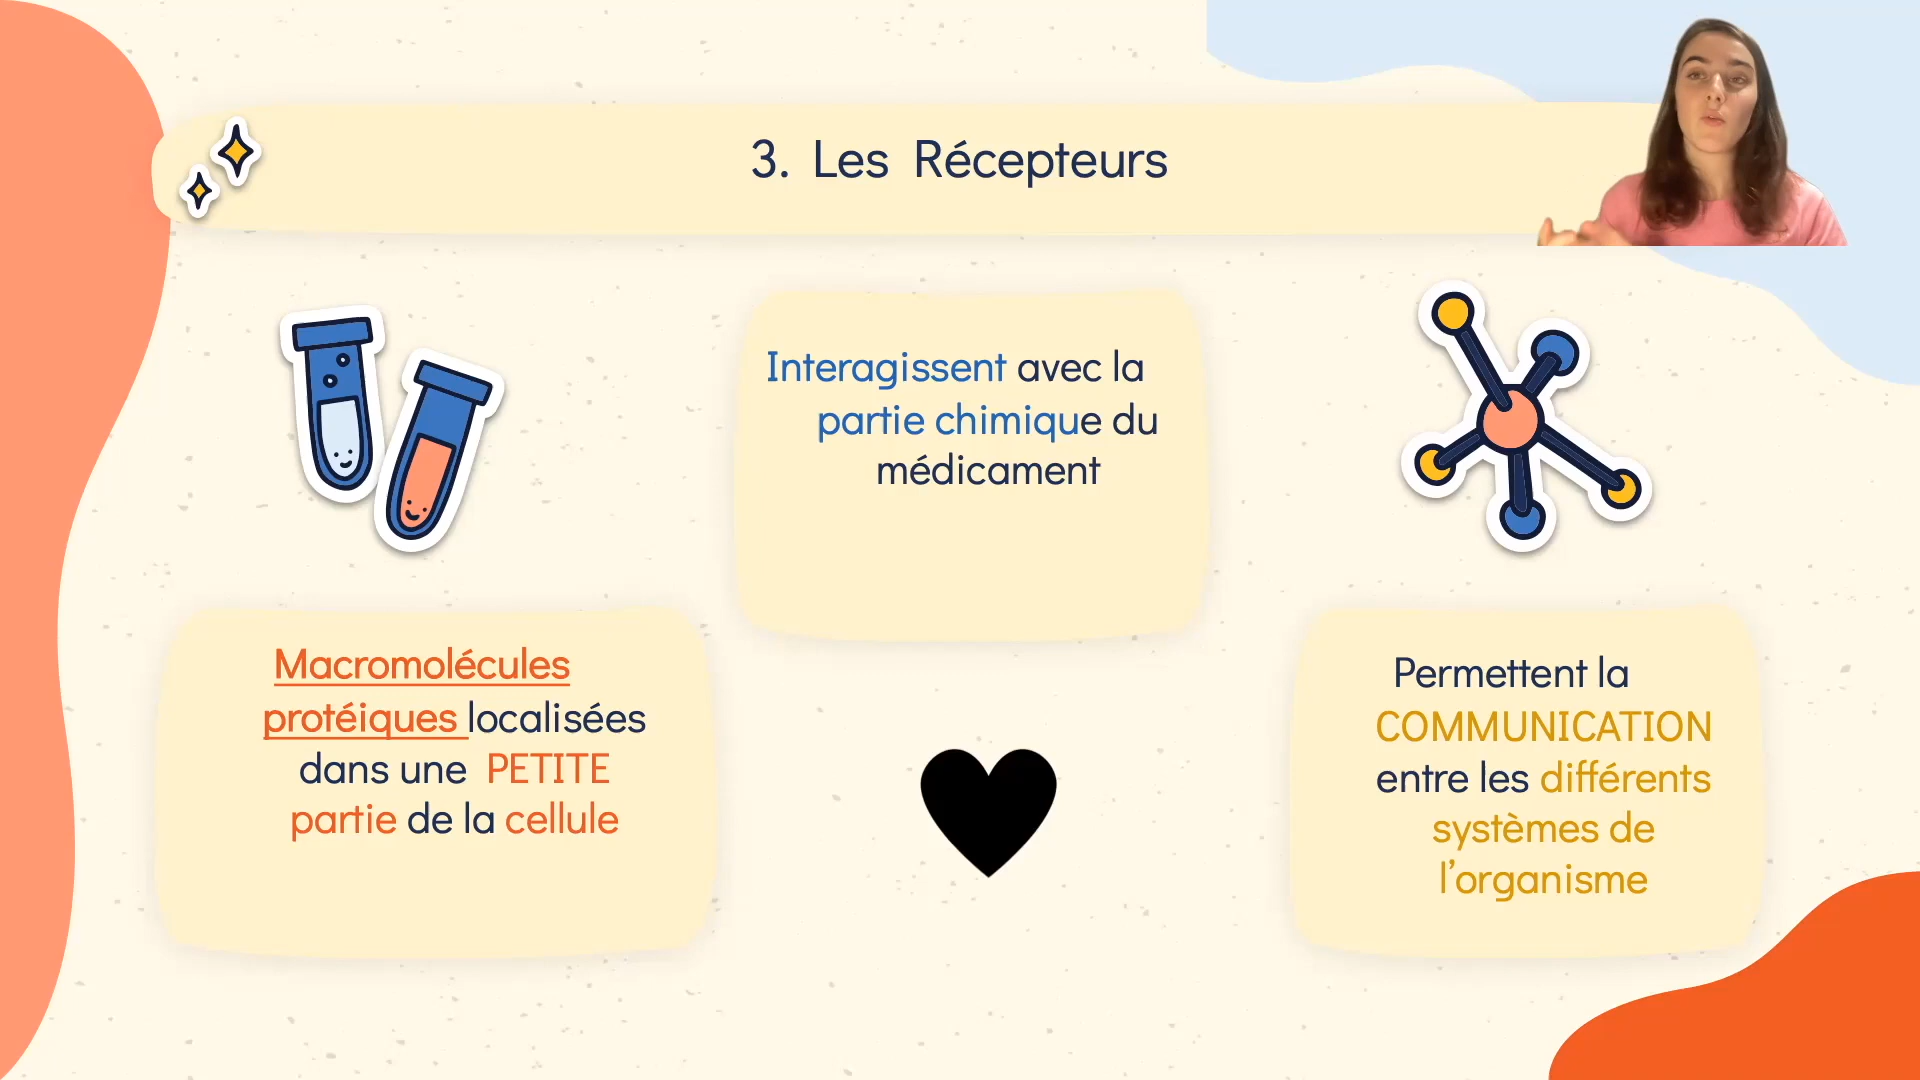 3. Les Récepteurs
Interagissent avec la
partie chimique du
médicament
Macromolécules
protéiques localisées
dans une PETITE
partie de la cellule
Permettent la
COMMUNICATION
entre les différents
systèmes de
l’organisme